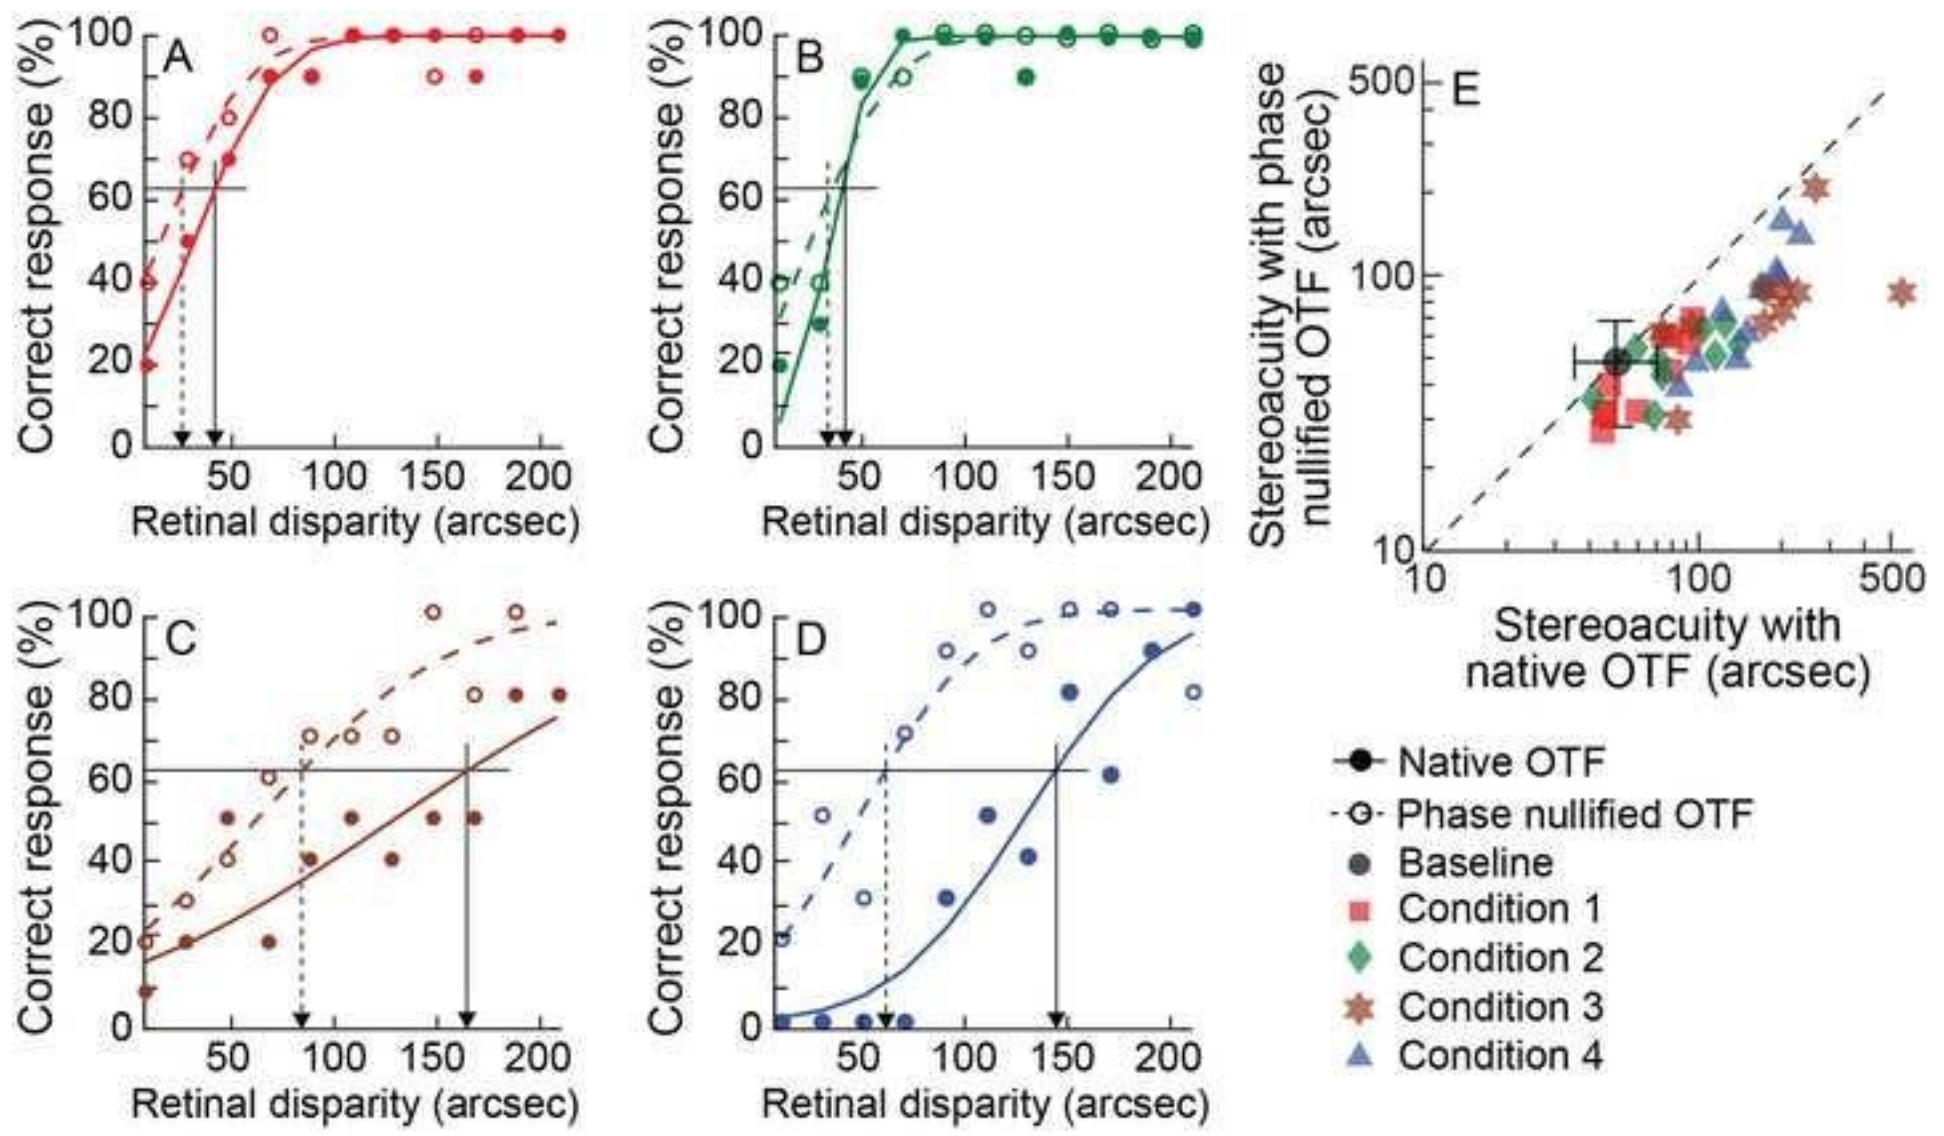 A
Correct response (%)
100
80
60
40
20
0
50 100 150 200
Retinal disparity (arcsec)
B
Correct response (%)
100
80
60
40
20
0
50 100 150 200
Retinal disparity (arcsec)
E
Stereoacuity with phase
nullified OTF (arcsec)
500
100
10
10 100 500
Stereoacuity with
native OTF (arcsec)
C
Correct response (%)
100
80
60
40
20
0
50 100 150 200
Retinal disparity (arcsec)
D
Correct response (%)
100
80
60
40
20
0
50 100 150 200
Retinal disparity (arcsec)
Native OTF
Phase nullified OTF
Baseline
Condition 1
Condition 2
Condition 3
Condition 4